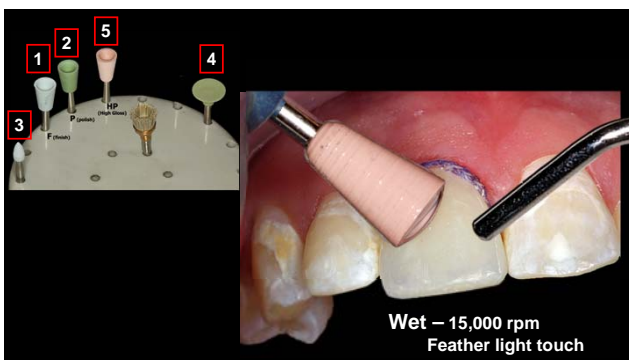 5
2
1
4
3
HP
(High Gloss)
P (polish)
F (finish)
Wet – 15,000 rpm
Feather light touch